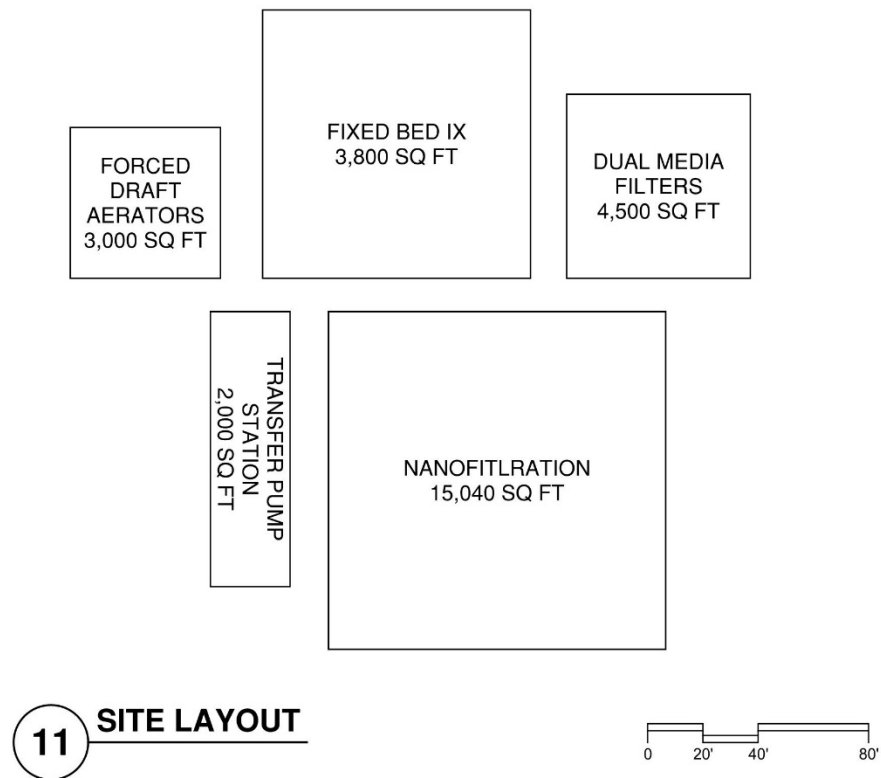 FIXED BED IX
3,800 SQ FT
FORCED
DRAFT
AERATORS
3,000 SQ FT
DUAL MEDIA
FILTERS
4,500 SQ FT
TRANSFER PUMP
STATION
2,000 SQ FT
NANOFITLRATION
15,040 SQ FT
11
SITE LAYOUT
0 20' 40' 80'